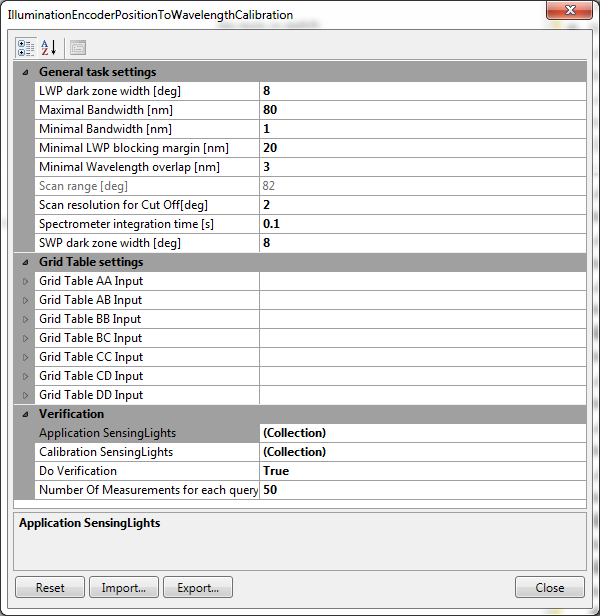 IlluminationEncoderPositionToWavelengthCalibration
General task settings
LWP dark zone width [deg] 8
Maximal Bandwidth [nm] 80
Minimal Bandwidth [nm] 1
Minimal LWP blocking margin [nm] 20
Minimal Wavelength overlap [nm] 3
Scan range [deg] 82
Scan resolution for Cut Off[deg] 2
Spectrometer integration time [s] 0.1
SWP dark zone width [deg] 8
Grid Table settings
Grid Table AA Input
Grid Table AB Input
Grid Table BB Input
Grid Table BC Input
Grid Table CC Input
Grid Table CD Input
Grid Table DD Input
Verification
Application SensingLights (Collection)
Calibration SensingLights (Collection)
Do Verification True
Number Of Measurements for each query 50
Application SensingLights
Reset Import... Export... Close